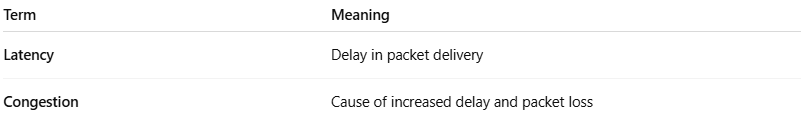 Term Meaning
Latency Delay in packet delivery
Congestion Cause of increased delay and packet loss